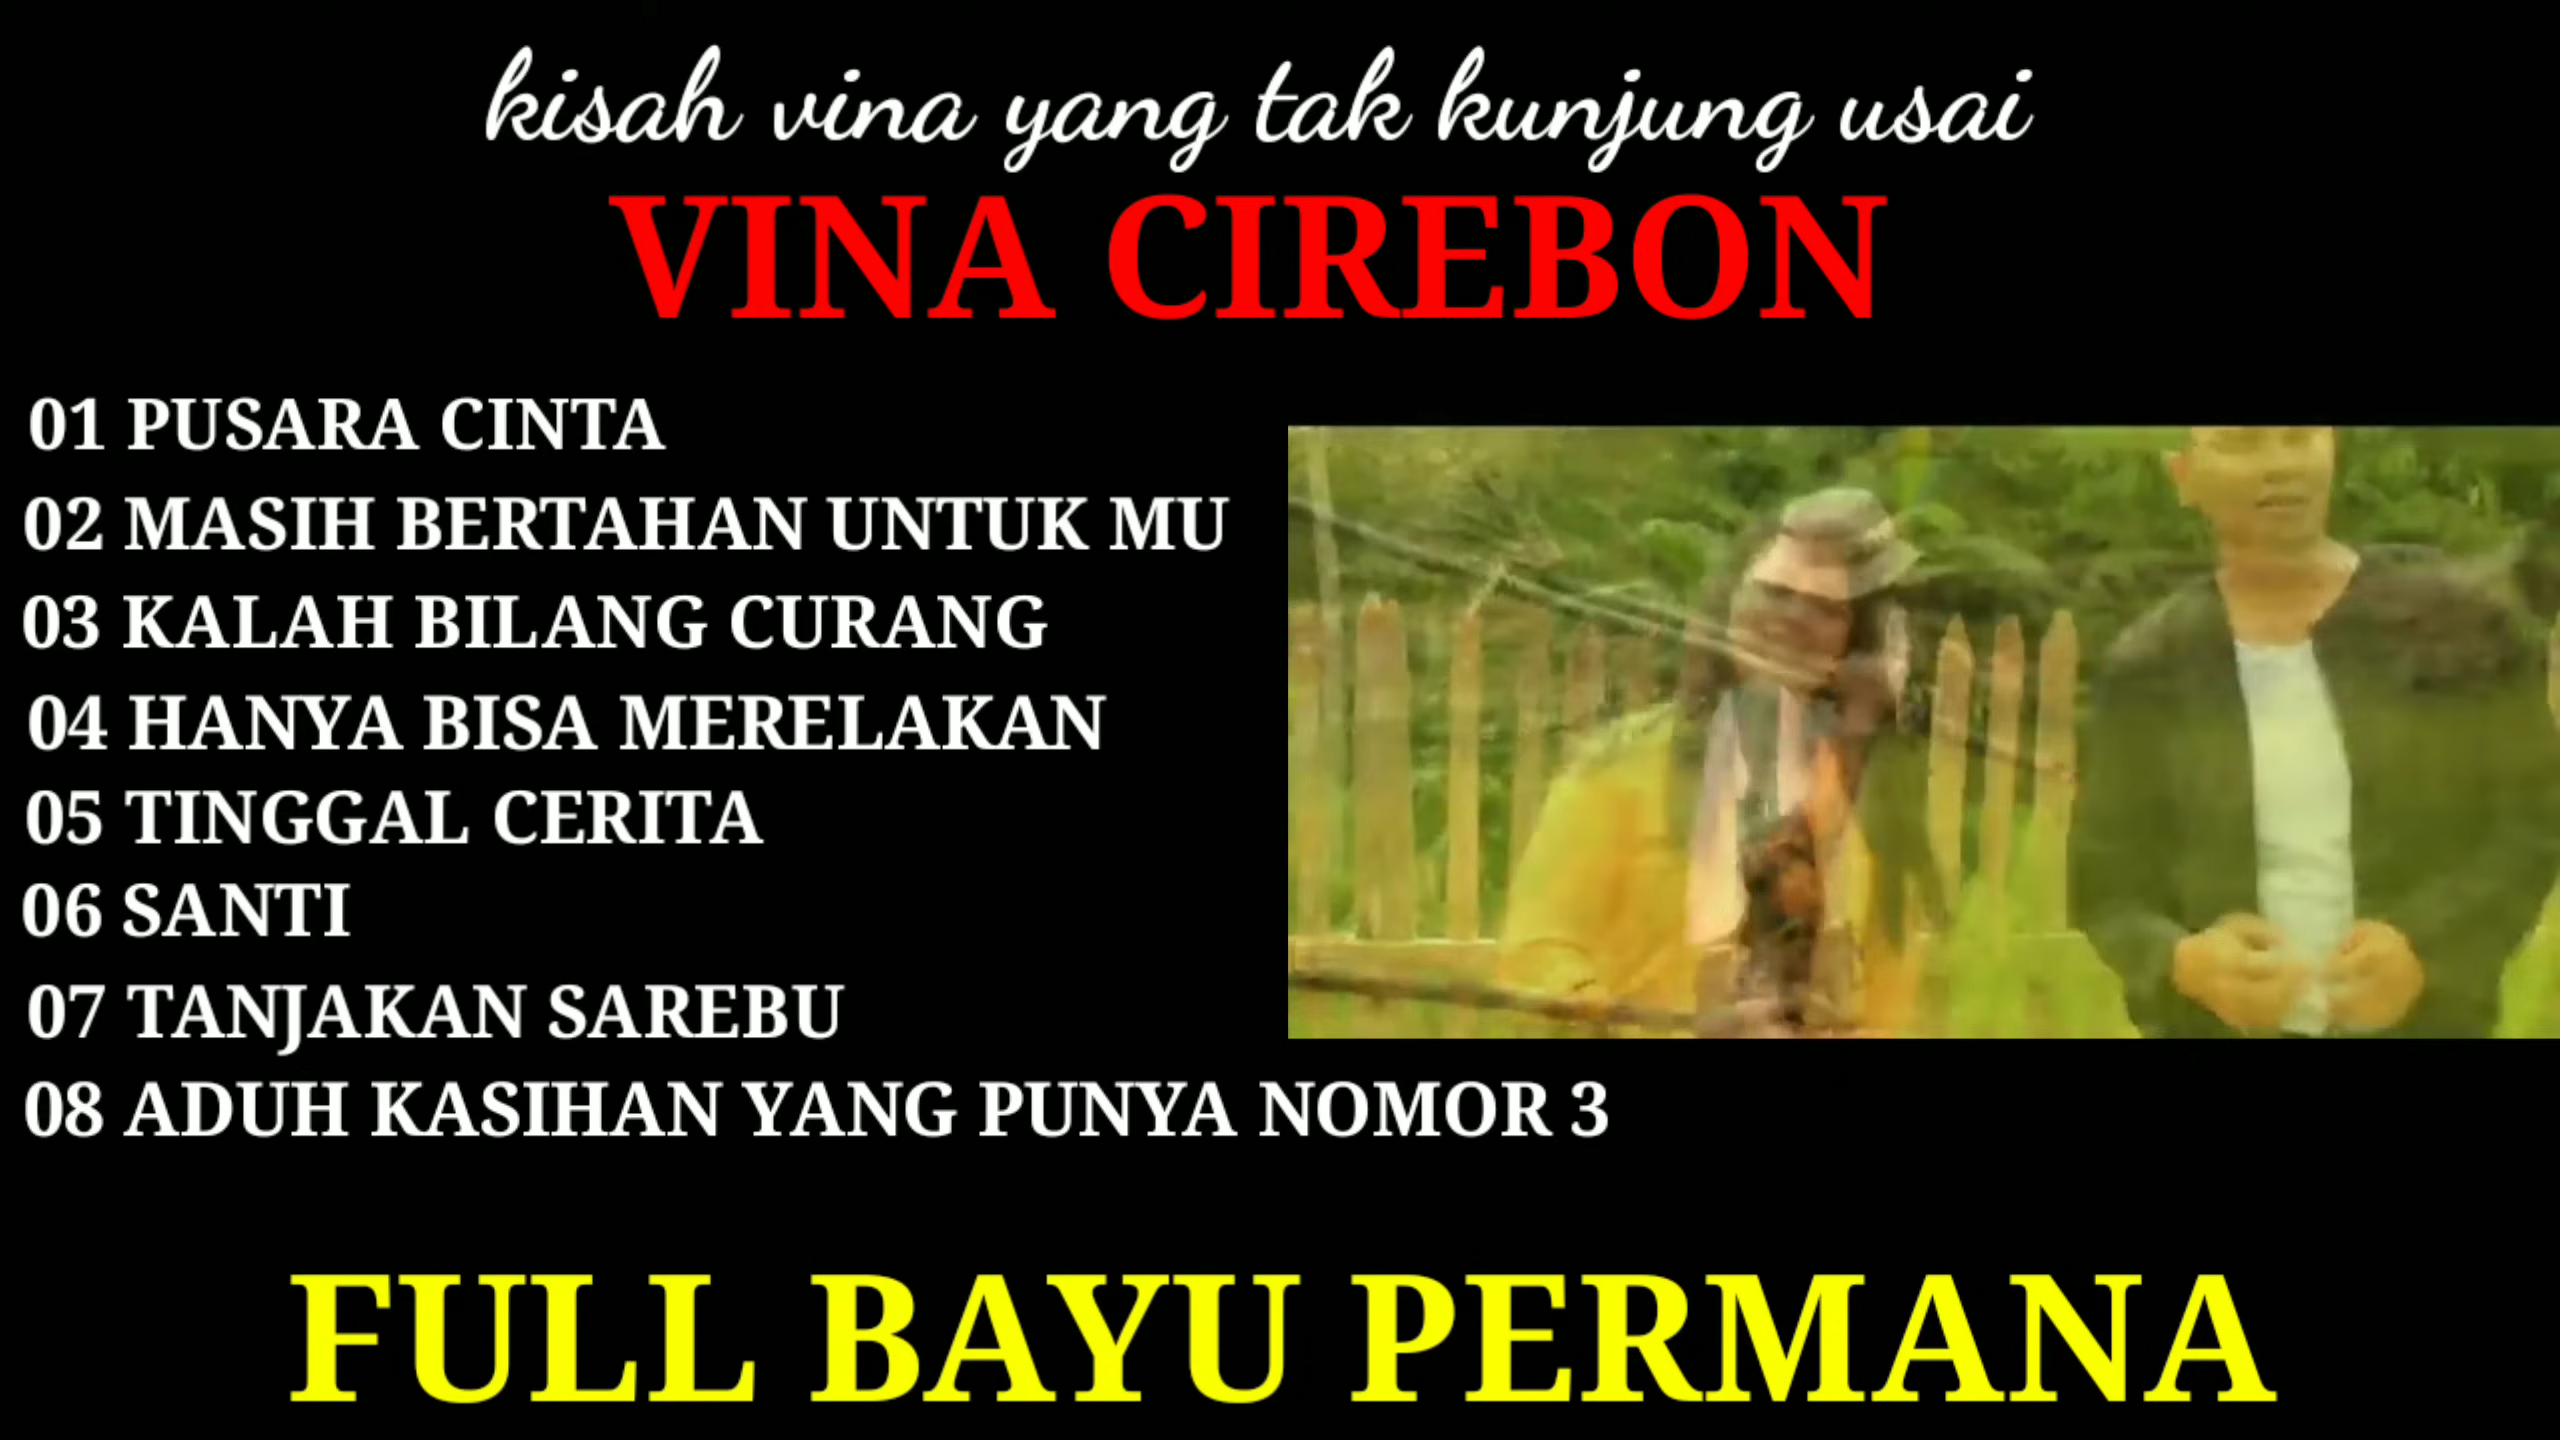 kisah vina yang tak kunjung usai
VINA CIREBON
01 PUSARA CINTA
02 MASIH BERTAHAN UNTUK MU
03 KALAH BILANG CURANG
04 HANYA BISA MERELAKAN
05 TINGGAL CERITA
06 SANTI
07 TANJAKAN SAREBU
08 ADUH KASIHAN YANG PUNYA NOMOR 3
FULL BAYU PERMANA